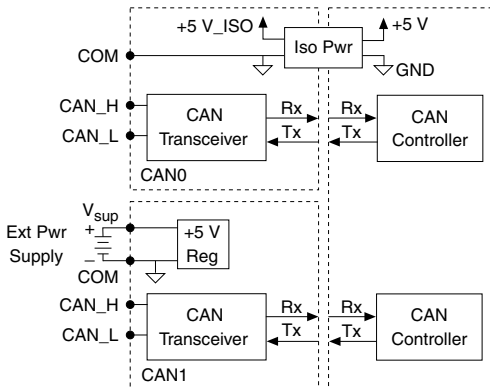 +5 V_ISO
Iso Pwr
+5 V
COM
GND
CAN_H
CAN_L
CAN
Transceiver
Rx
Tx
Rx
Tx
CAN
Controller
CAN0
Vsup
+
Ext Pwr
Supply
–
COM
+5 V
Reg
CAN_H
CAN_L
CAN
Transceiver
Rx
Tx
Rx
Tx
CAN
Controller
CAN1